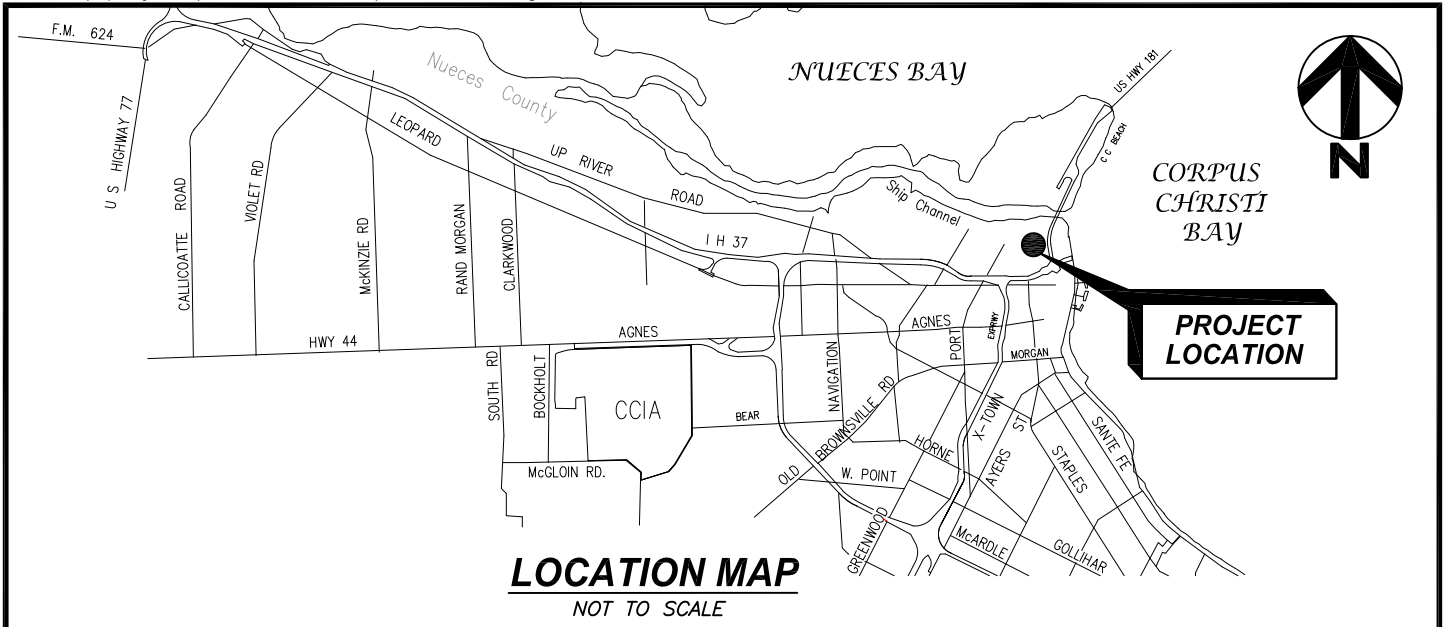 F.M. 624
U S HIGHWAY 77
CALLICOATTE ROAD
VIOLET RD
McKINZIE RD
LEOPARD
RAND MORGAN
CLARKWOOD
Nueces County
UP RIVER
ROAD
I H 37
NUECES BAY
Ship Channel
US HWY 181
C C BEACH
CORPUS
CHRISTI
BAY
N
PROJECT
LOCATION
HWY 44
AGNES
AGNES
PORT
EXPRWY
MORGAN
SOUTH RD
BOCKHOLT
CCIA
BEAR
NAVIGATION
OLD BROWNSVILLE RD
McGLOIN RD.
W. POINT
HORNE
X-TOWN
AYERS ST
STAPLES
SANTE FE
GREENWOOD
McARDLE
GOLLIHAR
LOCATION MAP
NOT TO SCALE